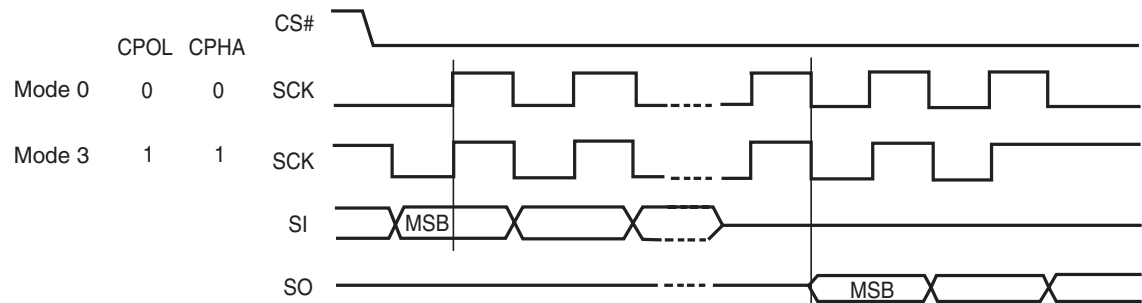 CS#
CPOL CPHA
Mode 0 0 0 SCK
Mode 3 1 1 SCK
SI MSB
SO MSB